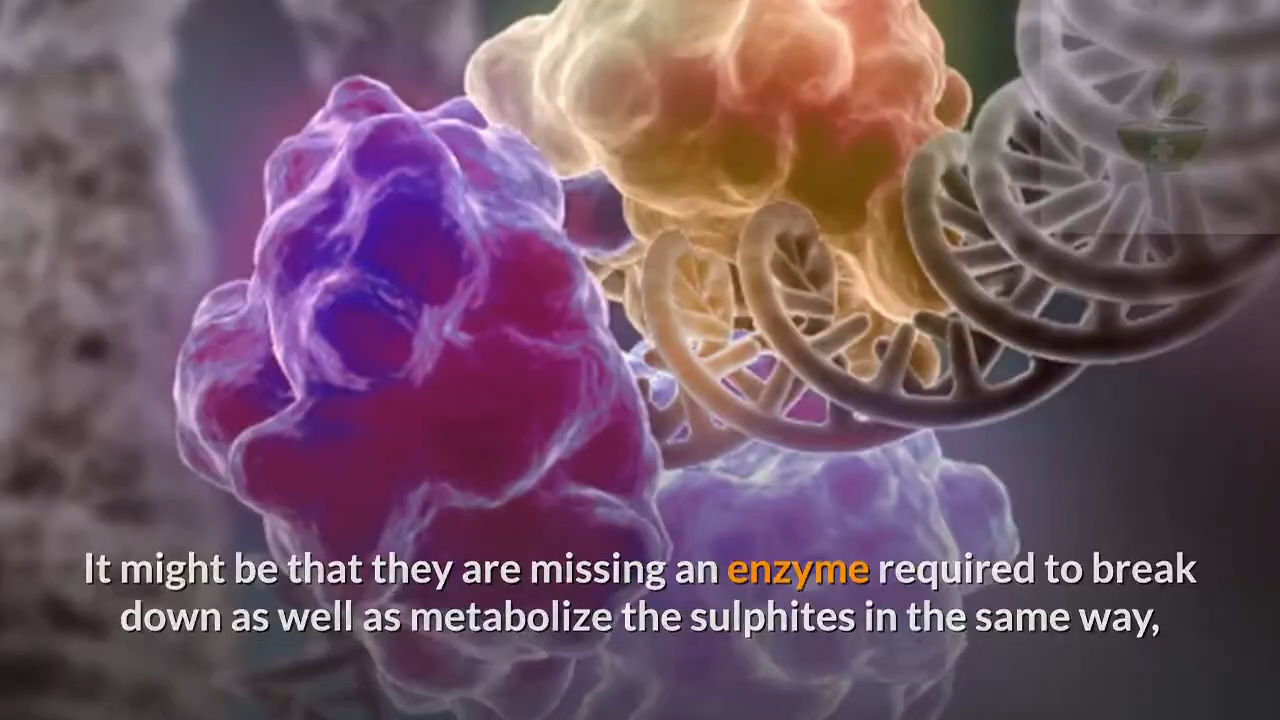 It might be that they are missing an enzyme required to break
down as well as metabolize the sulphites in the same way,